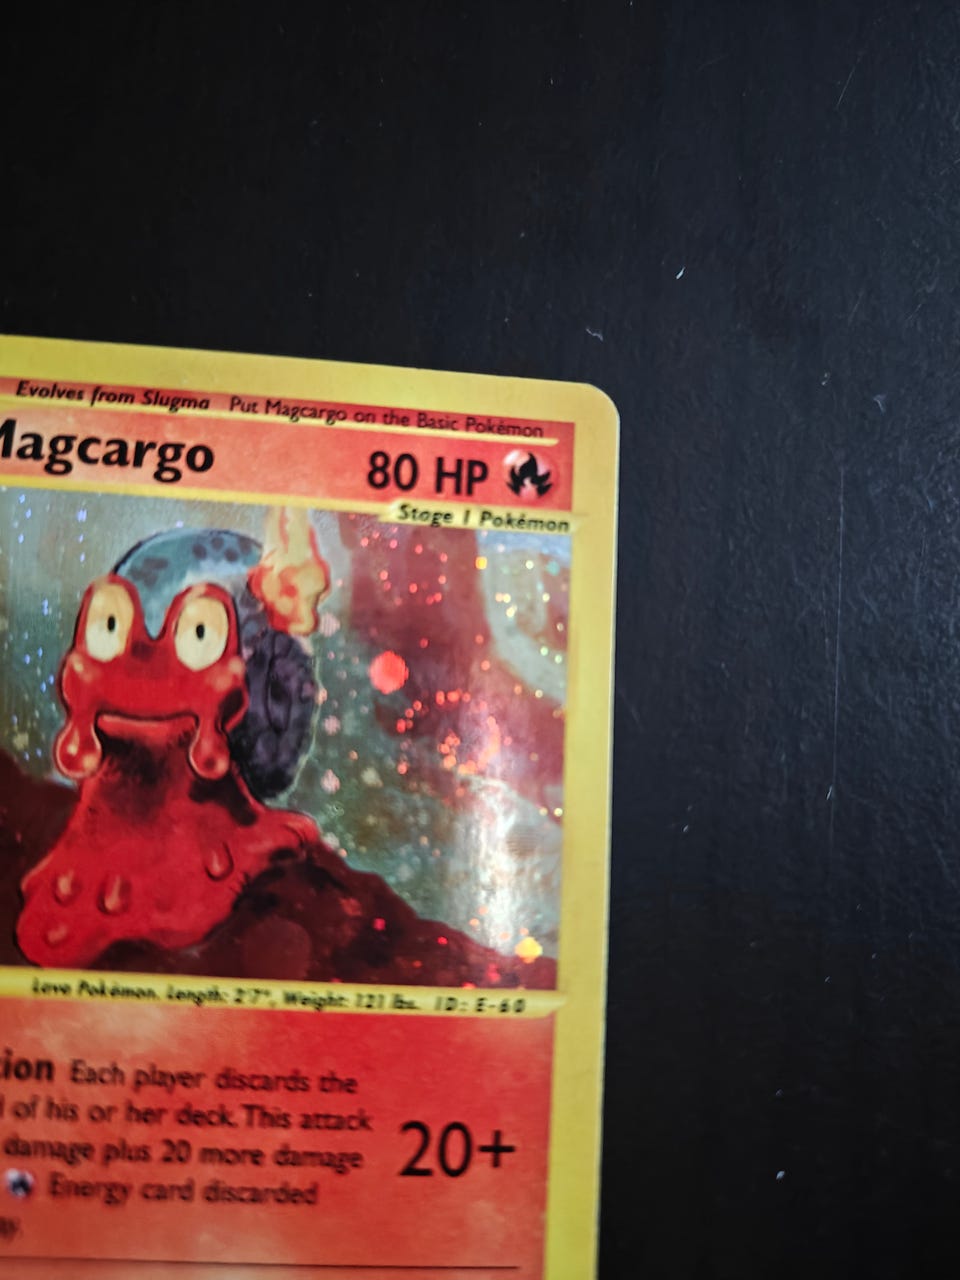 Evolves from Slugma Put Magcargo on the Basic Pokémon
Magcargo 80 HP
Stage 1 Pokémon
Lava Pokémon. Length: 2'7", Weight: 121 lbs. ID: E-60
tion Each player discards the
l of his or her deck. This attack
damage plus 20 more damage
Energy card discarded
ay.
20+